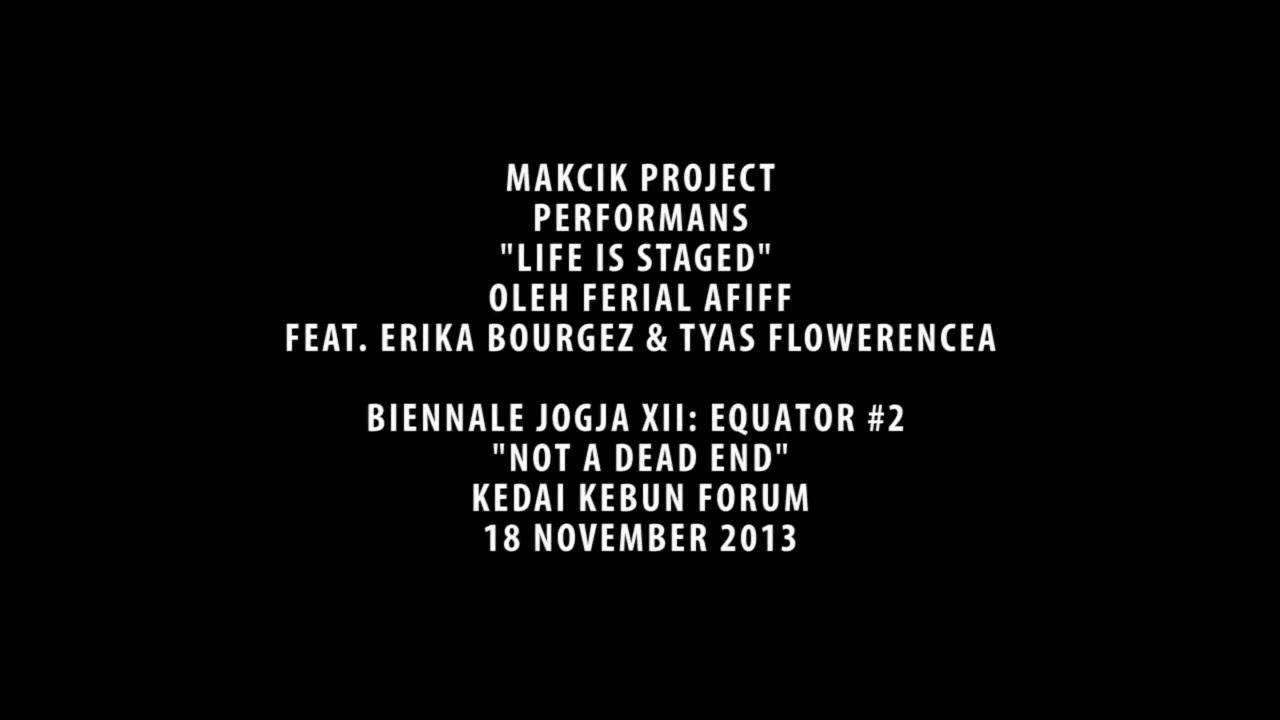 MAKCIK PROJECT
PERFORMANS
"LIFE IS STAGED"
OLEH FERIAL AFIFF
FEAT. ERIKA BOURGEZ & TYAS FLOWERENCEA
BIENNALE JOGJA XII: EQUATOR #2
"NOT A DEAD END"
KEDAI KEBUN FORUM
18 NOVEMBER 2013